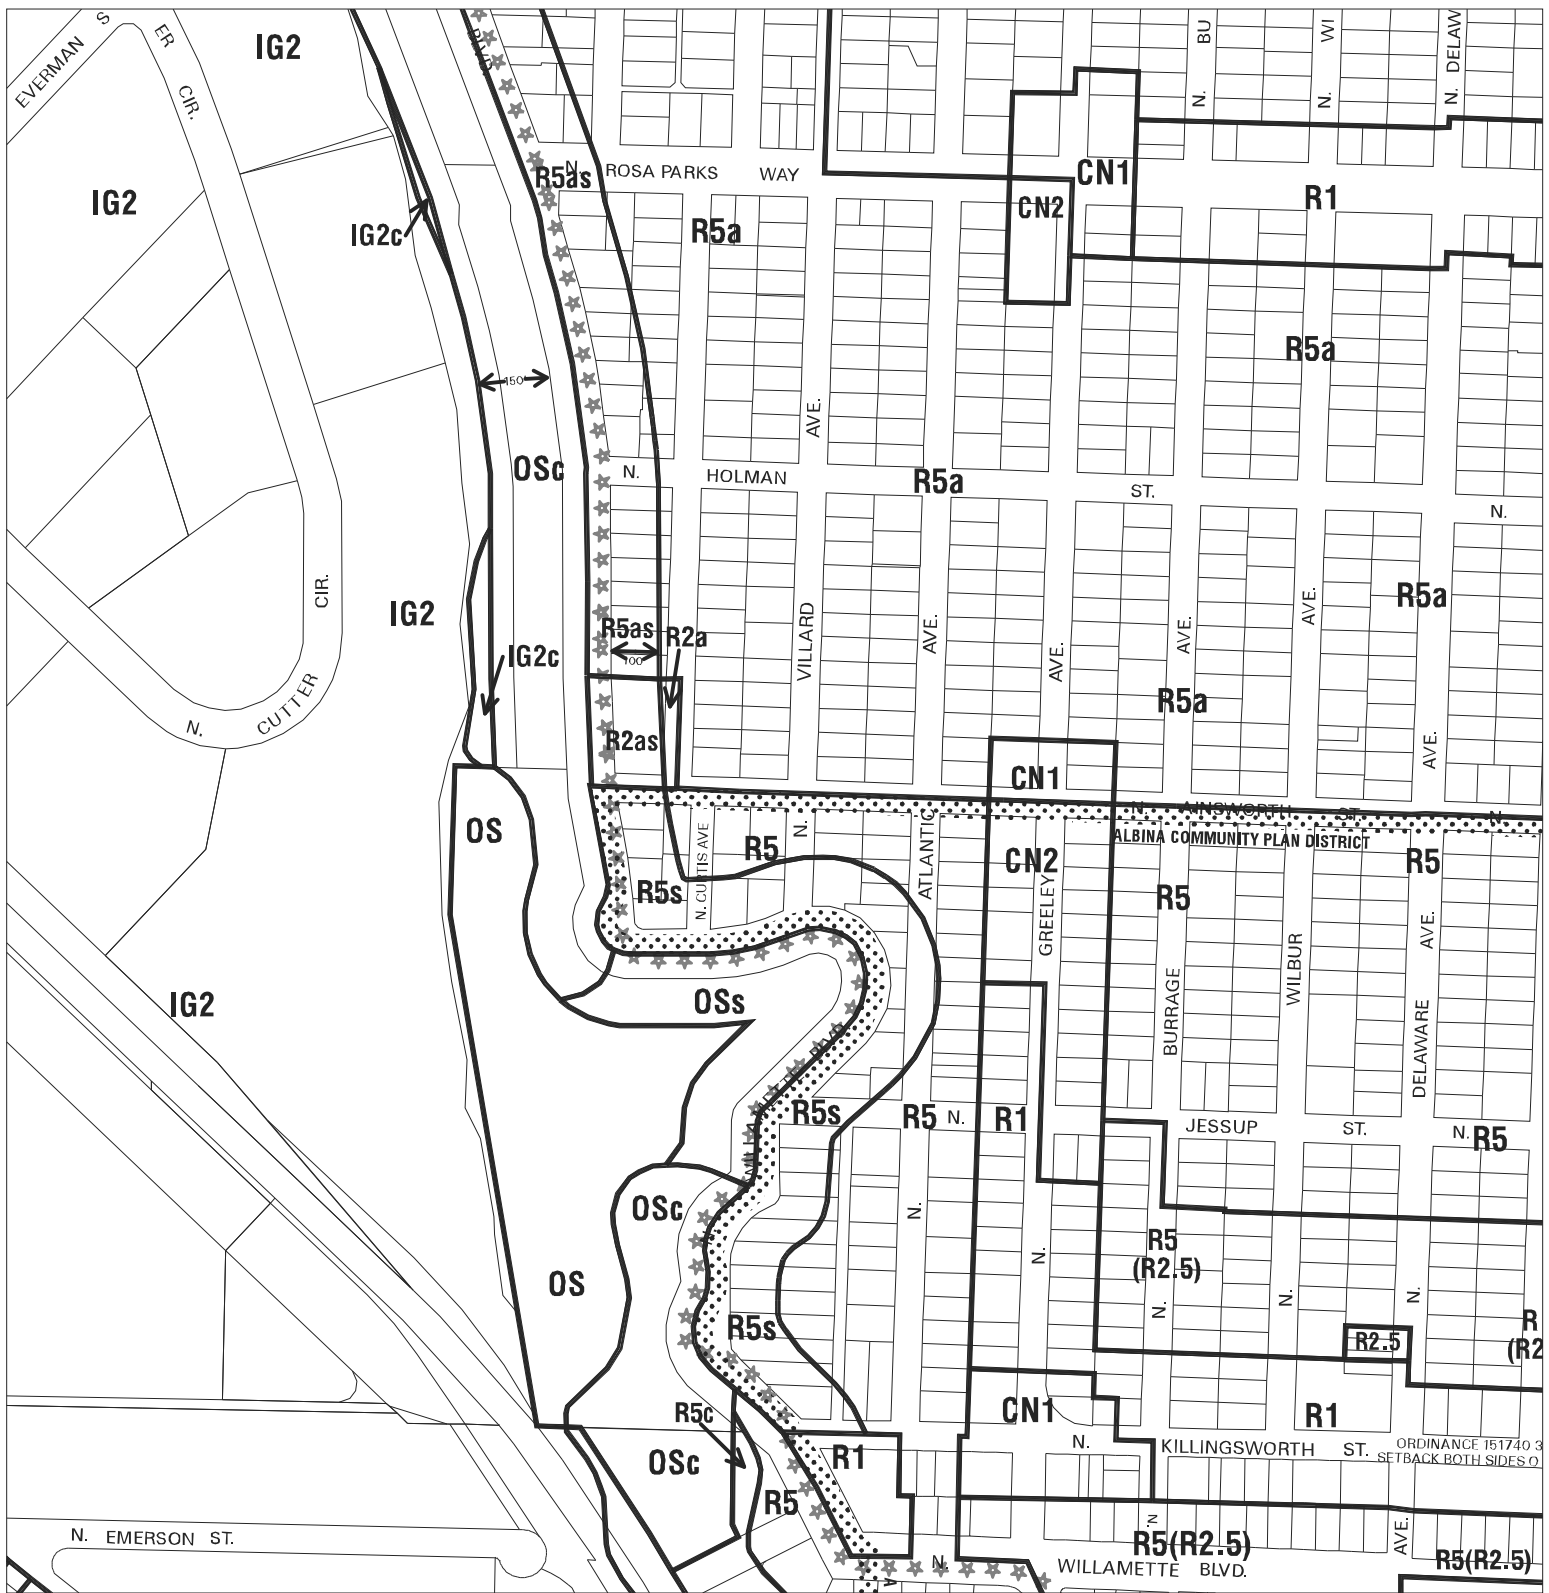 S
EVERMAN
ER
CIR.
IG2
BLVD.
BU
N.
WI
N.
DELAW
N.
IG2
IG2c
R5as
N. ROSA PARKS WAY
R5a
CN1
CN2
R1
R5a
150'
AVE.
OSc
N. HOLMAN
R5a
ST.
N.
CIR.
IG2
IG2c
R5as
100'
R2a
VILLARD
AVE.
AVE.
AVE.
AVE.
R5a
R5a
AVE.
N. CUTTER
R2as
CN1
N. AINSWORTH ST. N.
ALBINA COMMUNITY PLAN DISTRICT
OS
R5
N.
N. CURTIS AVE
R5s
ATLANTIC
CN2
GREELEY
R5
R5
AVE.
WILBUR
BURRAGE
DELAWARE
IG2
OSs
BLVD.
R5s
R5
N.
R1
JESSUP ST. N.
R5
OSc
N.
N.
R5
(R2.5)
N.
N.
N.
OS
R5s
R2.5
R
(R2
R5c
CN1
R1
OSc
R1
N. KILLINGSWORTH ST.
ORDINANCE 151740 3
SETBACK BOTH SIDES O
R5
N
AVE.
N. EMERSON ST.
R5(R2.5)
R5(R2.5)
N. WILLAMETTE BLVD.
A